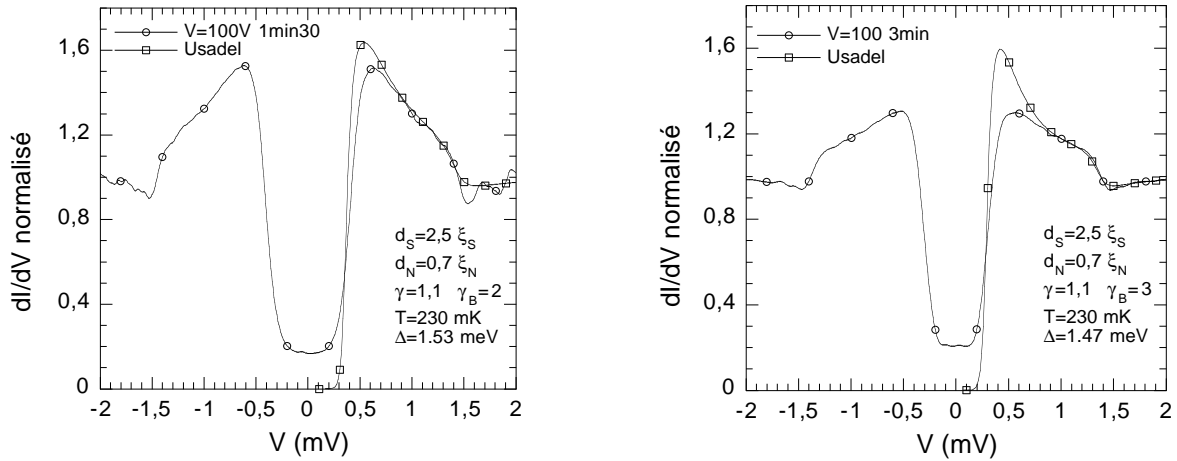 V=100V 1min30
Usadel
dI/dV normalisé
1,6
1,2
0,8
0,4
0
d_S=2,5 ξ_S
d_N=0,7 ξ_N
γ=1,1 γ_B=2
T=230 mK
Δ=1.53 meV
-2 -1,5 -1 -0,5 0 0,5 1 1,5 2
V (mV)
V=100 3min
Usadel
dI/dV normalisé
1,6
1,2
0,8
0,4
0
d_S=2,5 ξ_S
d_N=0,7 ξ_N
γ=1,1 γ_B=3
T=230 mK
Δ=1.47 meV
-2 -1,5 -1 -0,5 0 0,5 1 1,5 2
V (mV)